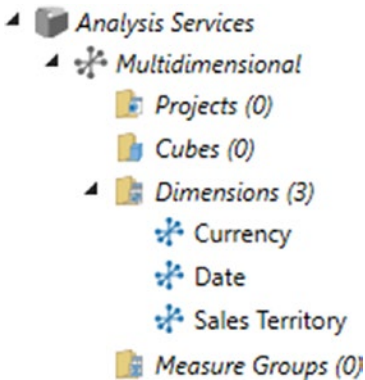 Analysis Services
Multidimensional
Projects (0)
Cubes (0)
Dimensions (3)
Currency
Date
Sales Territory
Measure Groups (0)